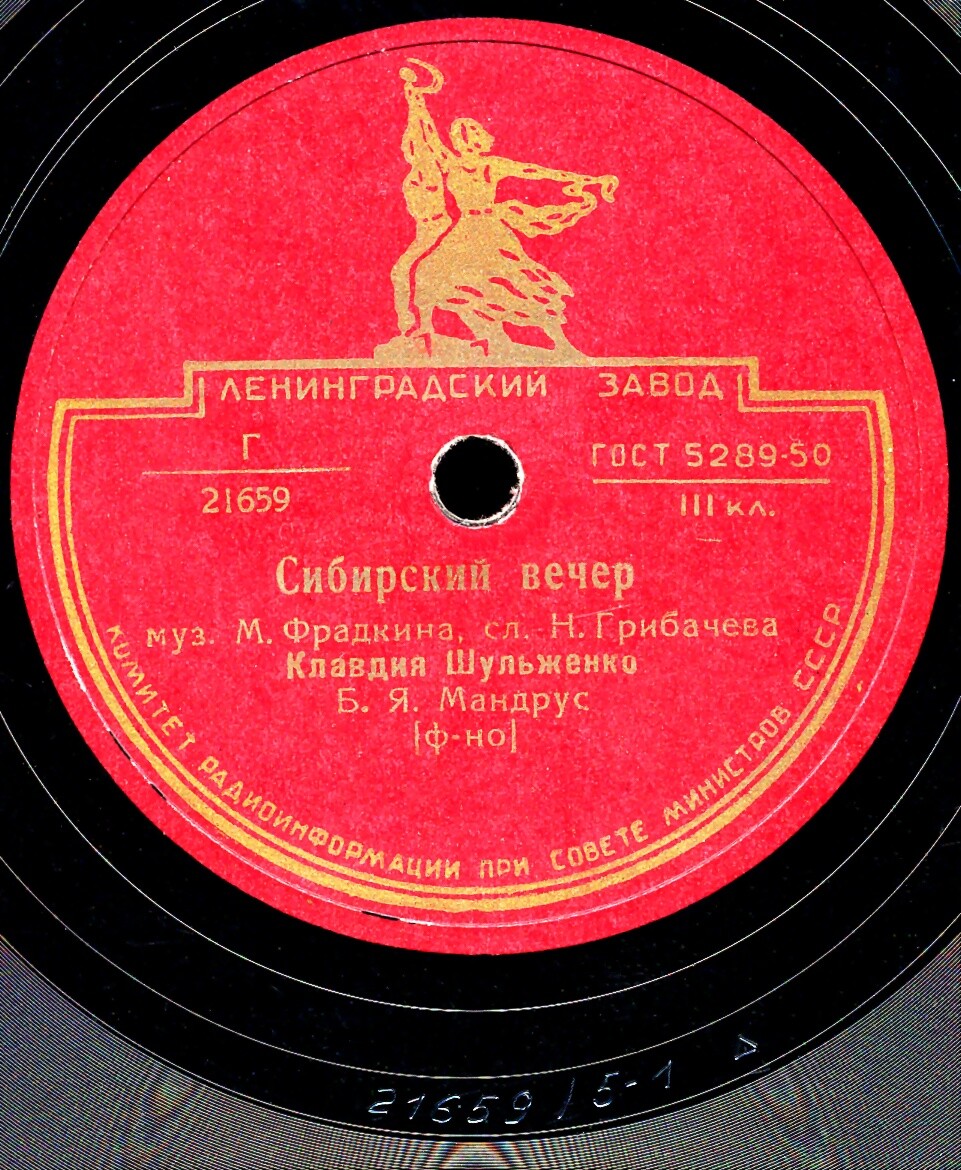 ЛЕНИНГРАДСКИЙ ЗАВОД
Г
21659
ГОСТ 5289-50
III кл.
Сибирский вечер
муз. М. Фрадкина, сл. Н. Грибачева
Клавдия Шульженко
Б. Я. Мандрус
[ф-но]
КОМИТЕТ РАДИОИНФОРМАЦИИ ПРИ СОВЕТЕ МИНИСТРОВ СССР
21659/5-1